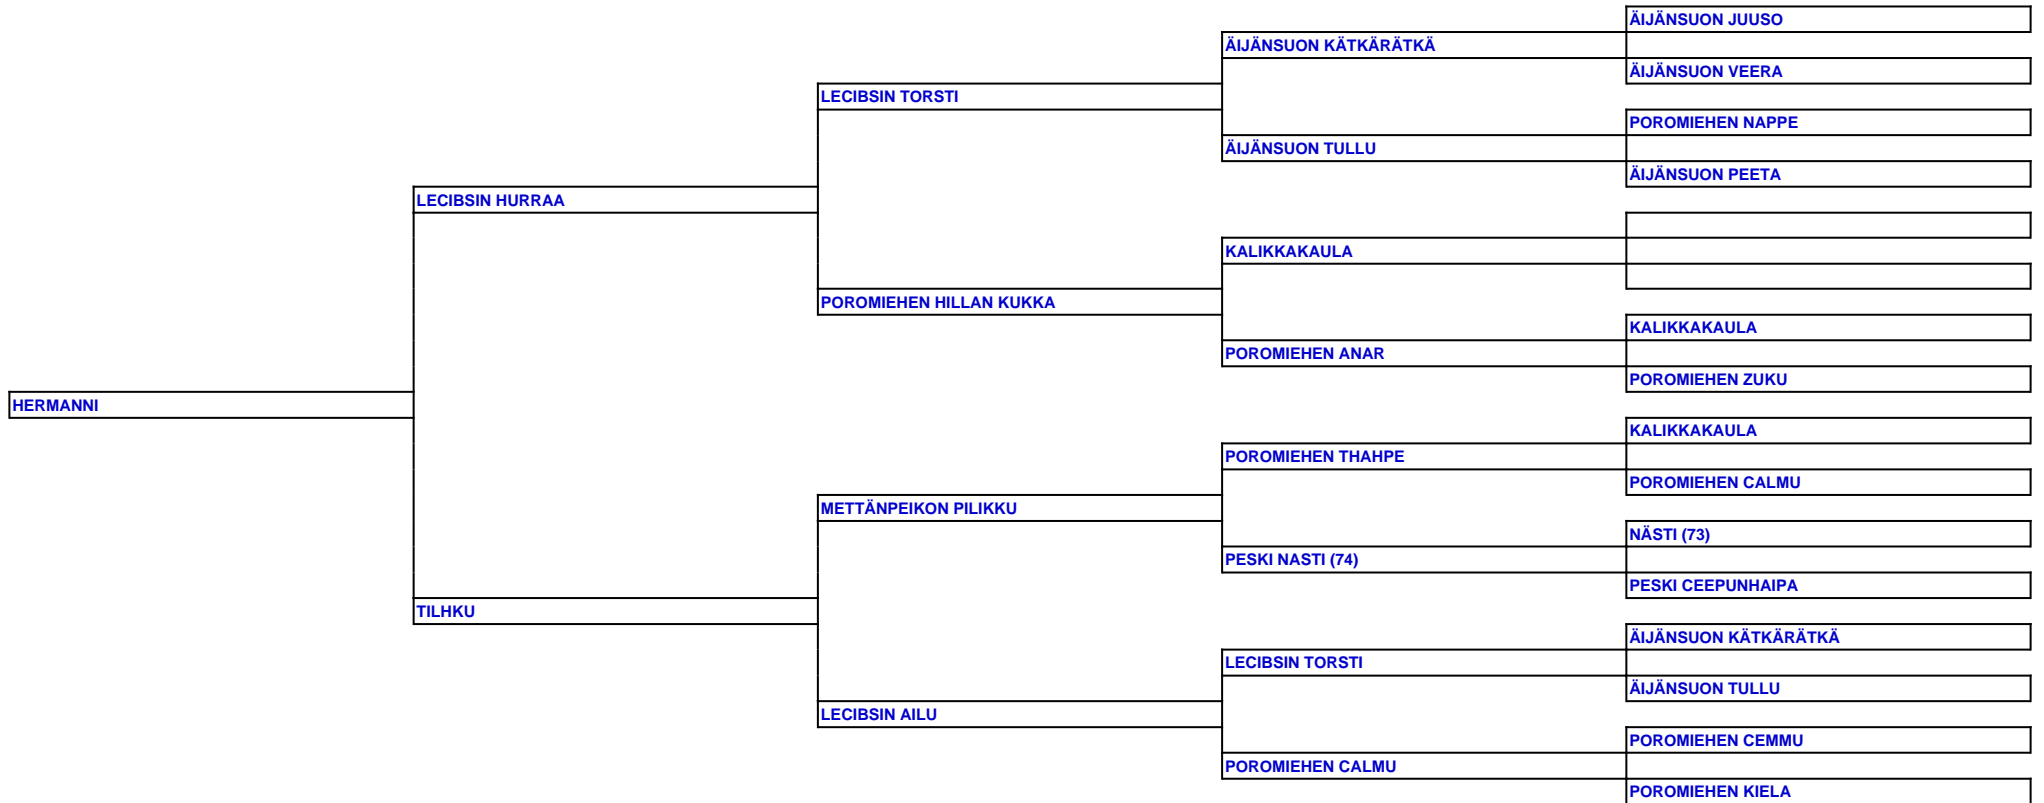 ÄIJÄNSUON JUUSO
ÄIJÄNSUON KÄTKÄRÄTKÄ
ÄIJÄNSUON VEERA
LECIBSIN TORSTI
POROMIEHEN NAPPE
ÄIJÄNSUON TULLU
ÄIJÄNSUON PEETA
LECIBSIN HURRAA
KALIKKAKAULA
POROMIEHEN HILLAN KUKKA
KALIKKAKAULA
POROMIEHEN ANAR
POROMIEHEN ZUKU
HERMANNI
KALIKKAKAULA
POROMIEHEN THAHPE
POROMIEHEN CALMU
METTÄNPEIKON PILIKKU
NÄSTI (73)
PESKI NASTI (74)
PESKI CEEPUNHAIPA
TILHKU
ÄIJÄNSUON KÄTKÄRÄTKÄ
LECIBSIN TORSTI
ÄIJÄNSUON TULLU
LECIBSIN AILU
POROMIEHEN CEMMU
POROMIEHEN CALMU
POROMIEHEN KIELA